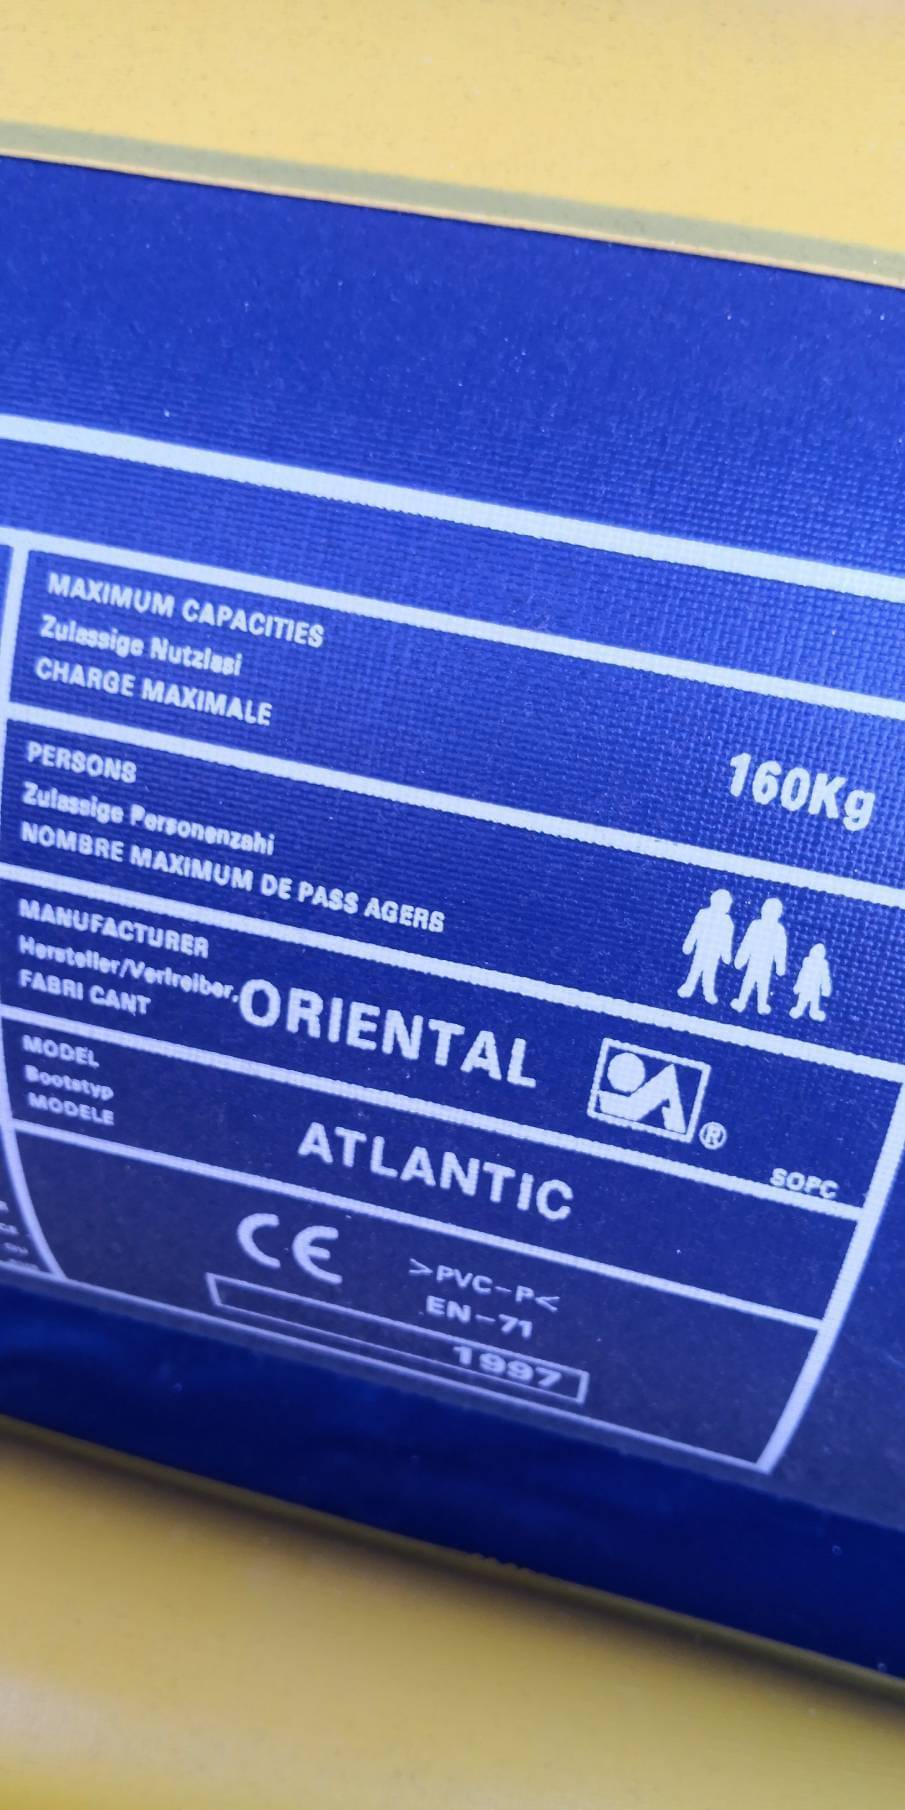 MAXIMUM CAPACITIES
Zulassige Nutzlasi
CHARGE MAXIMALE
160Kg
PERSONS
Zulassige Personenzahi
NOMBRE MAXIMUM DE PASS AGERS
MANUFACTURER
Hersteller/Vertreiber,
FABRI CANT
ORIENTAL
®
SOPC
MODEL
Bootstyp
MODELE
ATLANTIC
CE
>PVC-P<
EN-71
1997